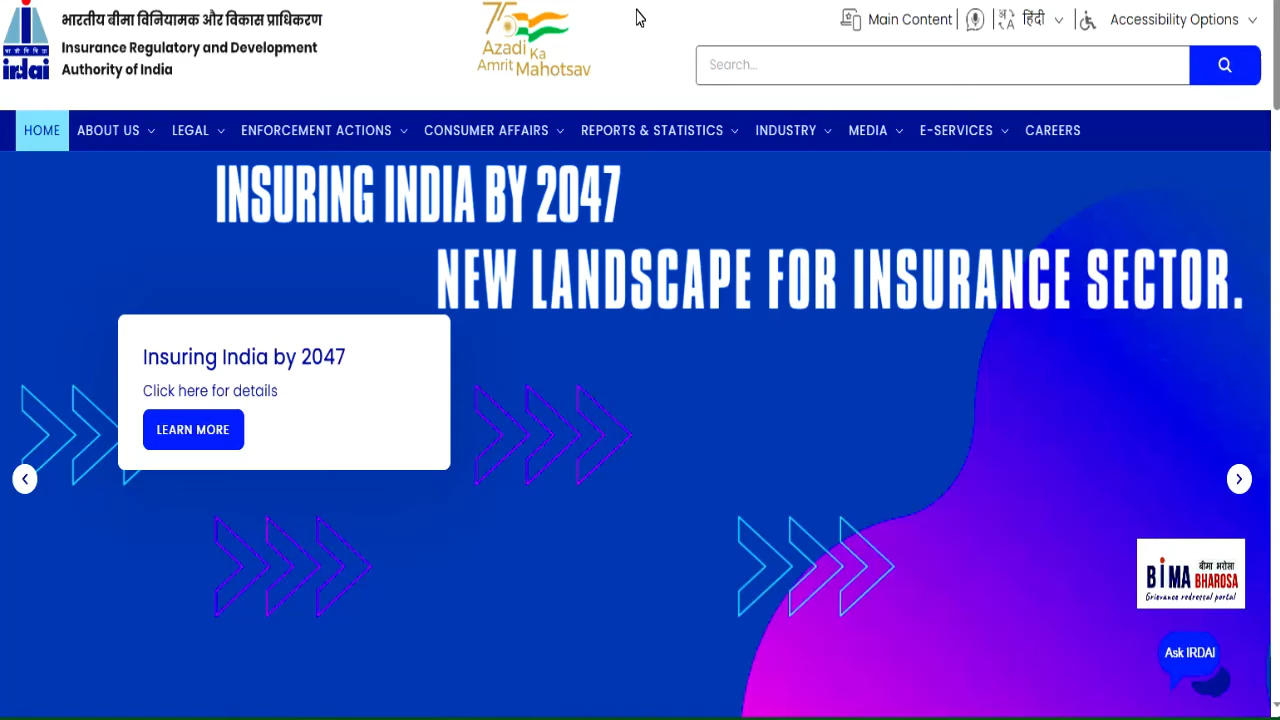 भारतीय बीमा विनियामक और विकास प्राधिकरण
Insurance Regulatory and Development
Authority of India
irdai
75
Azadi Ka
Amrit Mahotsav
Main Content
हिंदी
Accessibility Options
Search...
HOME ABOUT US LEGAL ENFORCEMENT ACTIONS CONSUMER AFFAIRS REPORTS & STATISTICS INDUSTRY MEDIA E-SERVICES CAREERS
INSURING INDIA BY 2047
NEW LANDSCAPE FOR INSURANCE SECTOR.
Insuring India by 2047
Click here for details
LEARN MORE
BIMA बीमा भरोसा
BHAROSA
Grievance redressal portal
Ask IRDAI